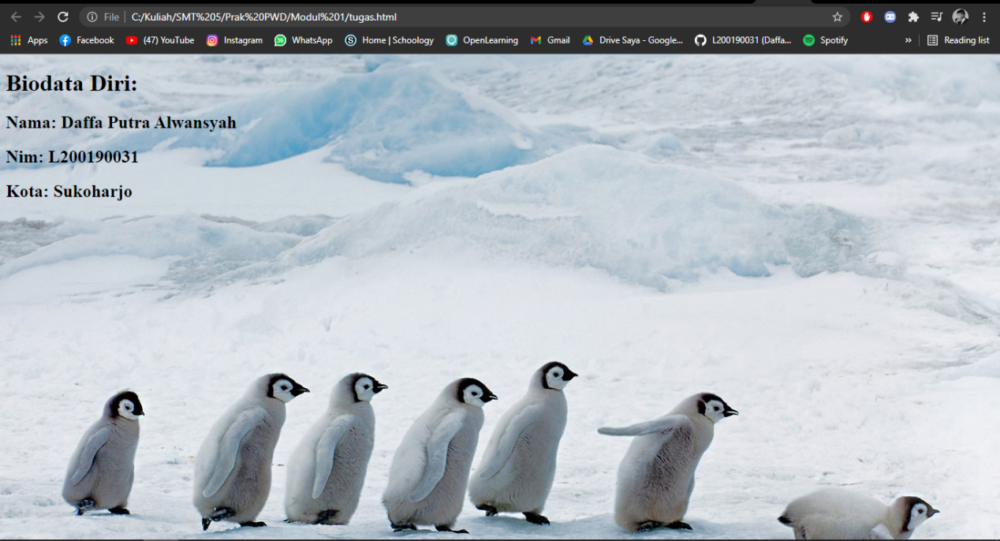 File C:/Kuliah/SMT%205/Prak%20PWD/Modul%201/tugas.html
Apps Facebook (47) YouTube Instagram 36 WhatsApp S Home | Schoology OpenLearning Gmail Drive Saya - Google... L200190031 (Daffa... Spotify » Reading list
Biodata Diri:
Nama: Daffa Putra Alwansyah
Nim: L200190031
Kota: Sukoharjo